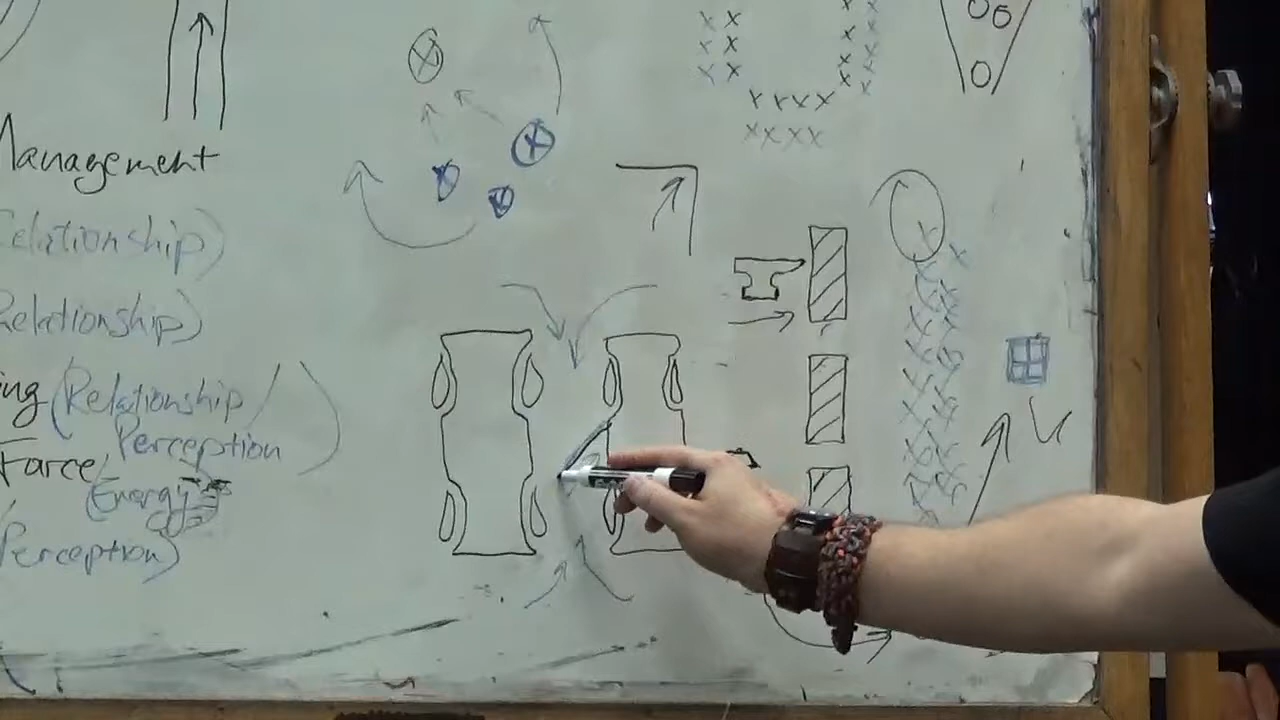 Management
Relationship)
Relationship)
ing (Relationship/
Perception)
Force/
(Energy
Perception)